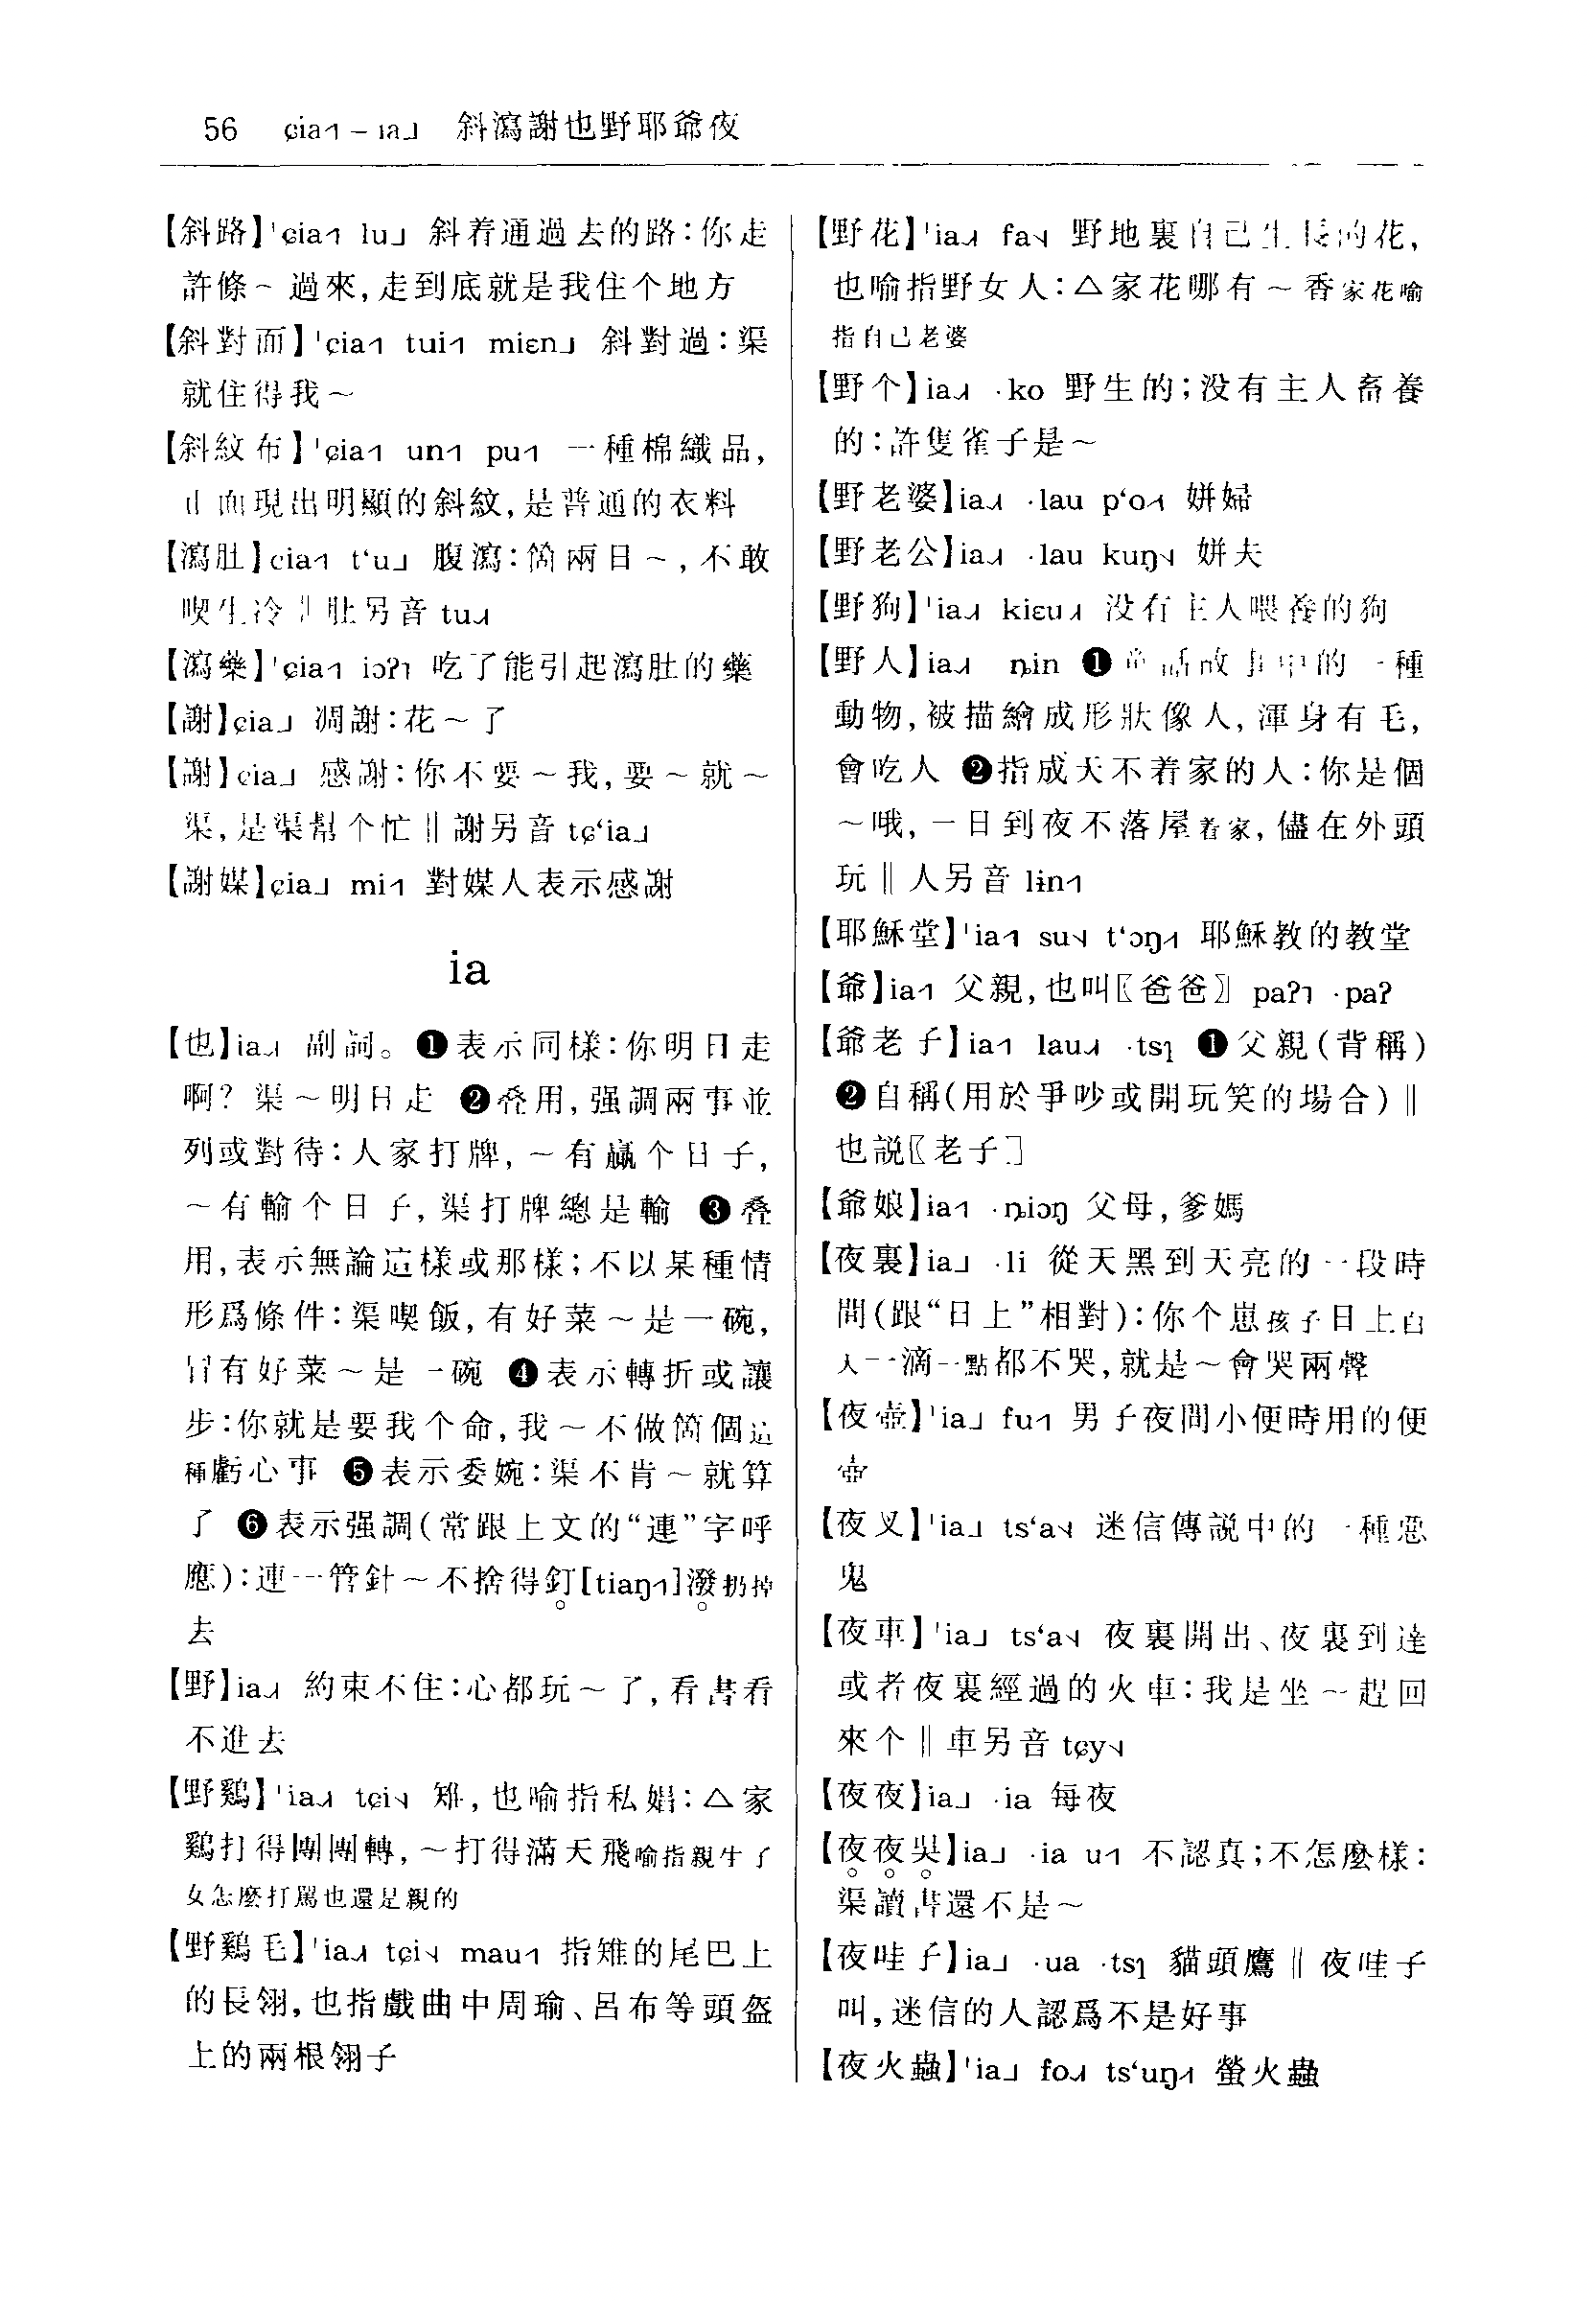 56 ɕia˧˥ – ia˩ 斜瀉謝也野耶爺夜
【斜路】ˈɕia˧˥ lu˩ 斜着通過去的路：你走
許條～過來，走到底就是我住个地方
【斜對面】ˈɕia˧˥ tui˧˥ miɛn˩ 斜對過：渠
就住得我～
【斜紋布】ˈɕia˧˥ un˧˥ pu˧˥ 一種棉織品，
正面現出明顯的斜紋，是普通的衣料
【瀉肚】ɕia˧˥ t‘u˩ 腹瀉：箇兩日～，不敢
喫生冷‖肚另音 tu˨˩˧
【瀉藥】ˈɕia˧˥ iɔʔ˥ 吃了能引起瀉肚的藥
【謝】ɕia˩ 凋謝：花～了
【謝】ɕia˩ 感謝：你不要～我，要～就～
渠，是渠幫个忙‖謝另音 tɕ‘ia˩
【謝媒】ɕia˩ mi˧˥ 對媒人表示感謝
ia
【也】ia˨˩˧ 副詞。❶表示同樣：你明日走
啊？渠～明日走 ❷叠用，强調兩事並
列或對待：人家打牌，～有贏个日子，
～有輸个日子，渠打牌總是輸 ❸叠
用，表示無論這樣或那樣；不以某種情
形爲條件：渠喫飯，有好菜～是一碗，
冇有好菜～是一碗 ❹表示轉折或讓
步：你就是要我个命，我～不做箇個這
種虧心事 ❺表示委婉：渠不肯～就算
了 ❻表示强調（常跟上文的“連”字呼
應）：連一管針～不捨得釘[tiaŋ˧˥]潑扔掉
去
【野】ia˨˩˧ 約束不住：心都玩～了，看書看
不進去
【野鷄】ˈia˨˩˧ tɕi˦˨ 雉，也喻指私娼：△家
鷄打得團團轉，～打得滿天飛喻指親生子
女怎麽打駡也還是親的
【野鷄毛】ˈia˨˩˧ tɕi˦˨ mau˧˥ 指雉的尾巴上
的長翎，也指戲曲中周瑜、呂布等頭盔
上的兩根翎子
【野花】ˈia˨˩˧ fa˦˨ 野地裏自己生長的花，
也喻指野女人：△家花哪有～香家花喻
指自己老婆
【野个】ia˨˩˧ ·ko 野生的；没有主人畜養
的：許隻雀子是～
【野老婆】ia˨˩˧ ·lau p‘o˨˦ 姘婦
【野老公】ia˨˩˧ ·lau kuŋ˦˨ 姘夫
【野狗】ˈia˨˩˧ kiɛu˨˩˧ 没有主人喂養的狗
【野人】ia˨˩˧ ȵin ❶童話故事中的一種
動物，被描繪成形狀像人，渾身有毛，
會吃人 ❷指成天不着家的人：你是個
～哦，一日到夜不落屋着家，儘在外頭
玩‖人另音 lɨn˧˥
【耶穌堂】ˈia˧˥ su˦˨ t‘ɔŋ˨˦ 耶穌教的教堂
【爺】ia˧˥ 父親，也叫〖爸爸〗 paʔ˥ ·paʔ
【爺老子】ia˧˥ lau˨˩˧ ·tsɿ ❶父親（背稱）
❷自稱（用於爭吵或開玩笑的場合）‖
也説〖老子〗
【爺娘】ia˧˥ ·ȵiɔŋ 父母，爹媽
【夜裏】ia˩ ·li 從天黑到天亮的一段時
間（跟“日上”相對）：你个崽孩子日上白
人一滴一點都不哭，就是～會哭兩聲
【夜壺】ˈia˩ fu˧˥ 男子夜間小便時用的便
壺
【夜叉】ˈia˩ ts‘a˦˨ 迷信傳説中的一種惡
鬼
【夜車】ˈia˩ ts‘a˦˨ 夜裏開出、夜裏到達
或者夜裏經過的火車：我是坐～趕回
來个‖車另音 tɕy˦˨
【夜夜】ia˩ ·ia 每夜
【夜夜吴】ia˩ ·ia u˧˥ 不認真；不怎麽樣：
渠讀書還不是～
【夜哇子】ia˩ ·ua ·tsɿ 貓頭鷹‖夜哇子
叫，迷信的人認爲不是好事
【夜火蟲】ˈia˩ fo˨˩˧ ts‘uŋ˨˦ 螢火蟲